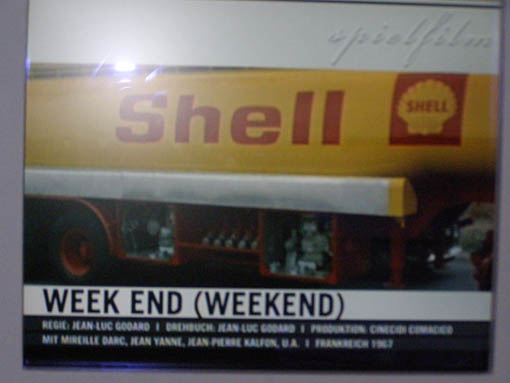 spielfilm
Shell
SHELL
WEEK END (WEEKEND)
REGIE: JEAN-LUC GODARD I DREHBUCH: JEAN-LUC GODARD I PRODUKTION: CINECIDI COMACICO
MIT MIREILLE DARC, JEAN YANNE, JEAN-PIERRE KALFON, U.A. I FRANKREICH 1967